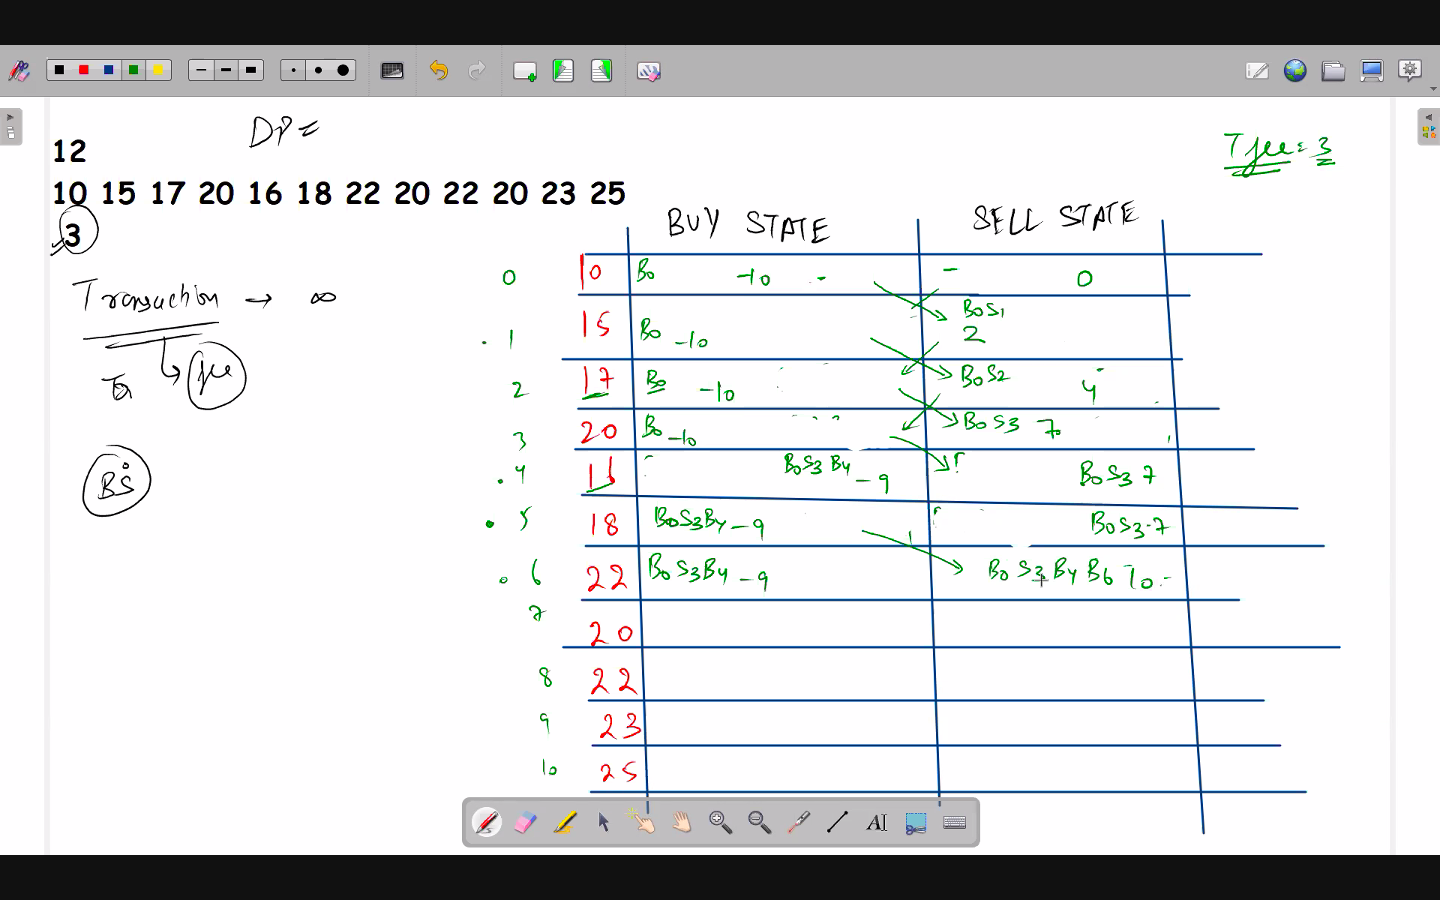 DP =
12
Tfee = 3
10 15 17 20 16 18 22 20 22 20 23 25
3
BUY STATE SELL STATE
0 10 B0 -10 - - 0
Transaction → ∞
1 15 B0 -10 B0S1 2
fee
2 17 B0 -10 B0S2 4
3 20 B0 -10 B0S3 7
4 16 B0S3B4 -9 B0S3 7
BS
5 18 B0S3B4 -9 B0S3 7
6 22 B0S3B4 -9 B0S3B4B6 10
7 20
8 22
9 23
10 25
AI